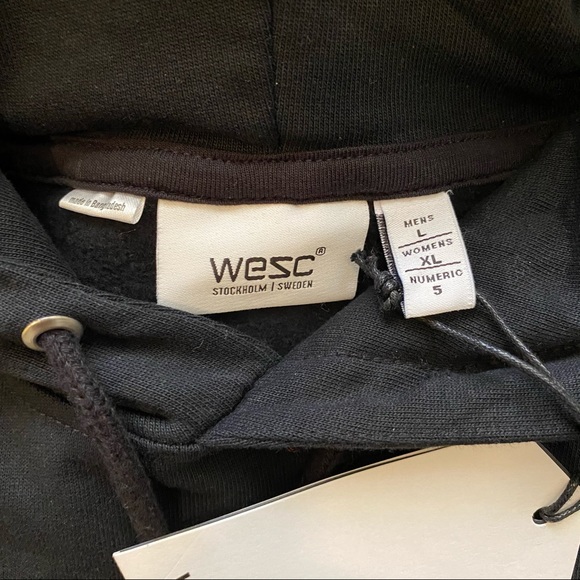 made in Bangladesh
wesc®
STOCKHOLM | SWEDEN
MENS
L
WOMENS
XL
NUMERIC
5